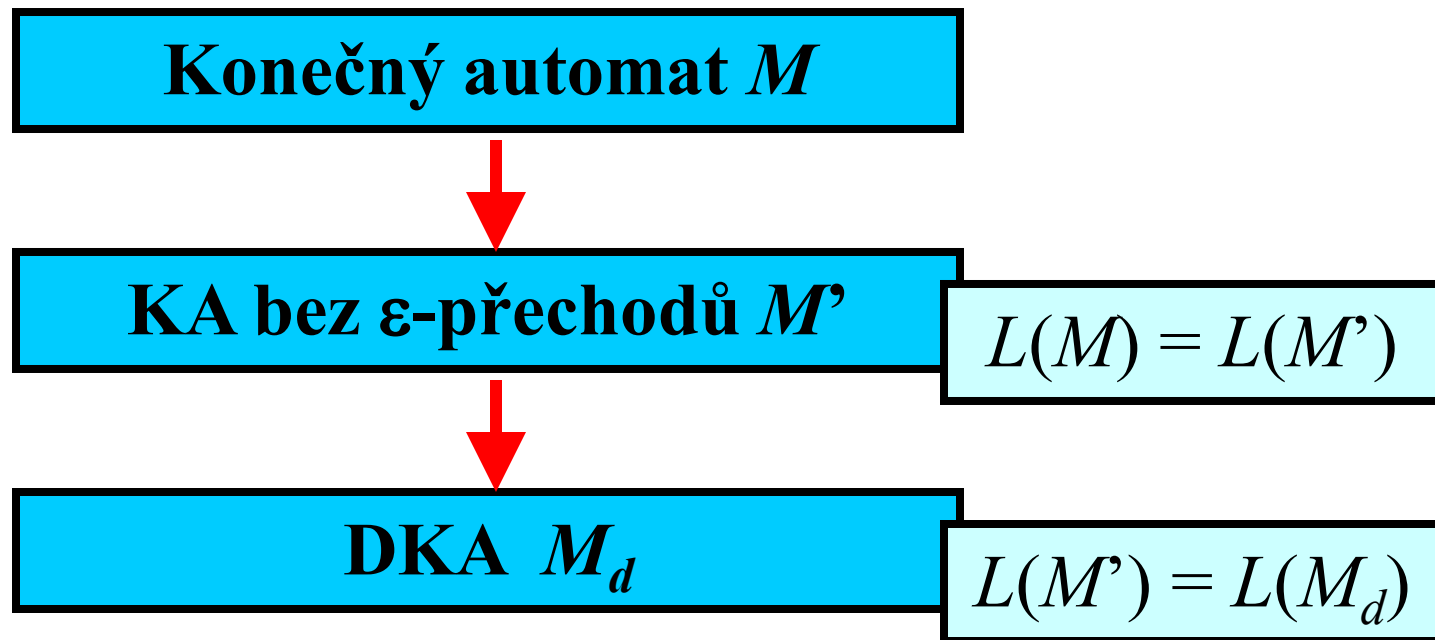 Konečný automat M
KA bez ε-přechodů M’
L(M) = L(M’)
DKA M_d
L(M’) = L(M_d)